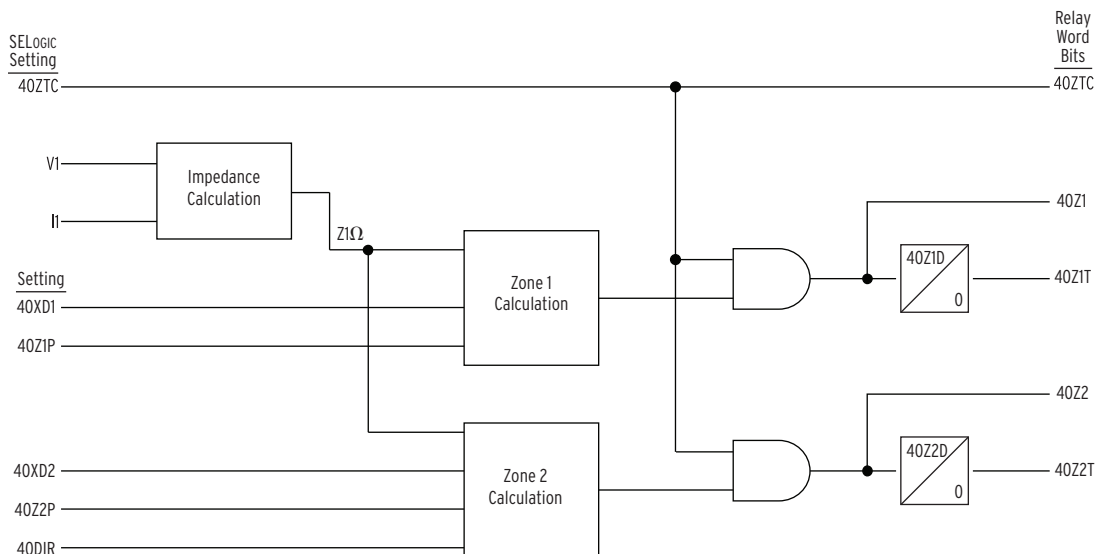 SELOGIC
Setting
40ZTC
Relay
Word
Bits
40ZTC
V1
I1
Impedance
Calculation
Z1Ω
Setting
40XD1
40Z1P
Zone 1
Calculation
40Z1
40Z1D
0
40Z1T
40XD2
40Z2P
40DIR
Zone 2
Calculation
40Z2
40Z2D
0
40Z2T